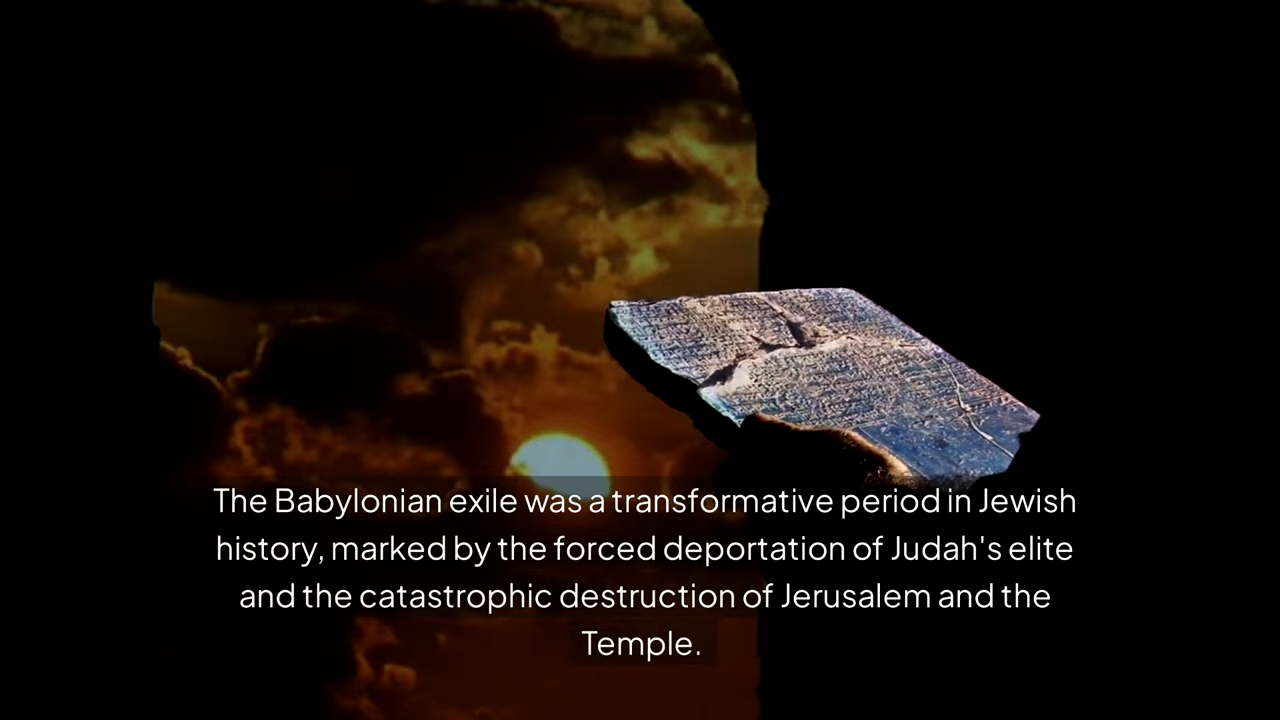 The Babylonian exile was a transformative period in Jewish
history, marked by the forced deportation of Judah's elite
and the catastrophic destruction of Jerusalem and the
Temple.